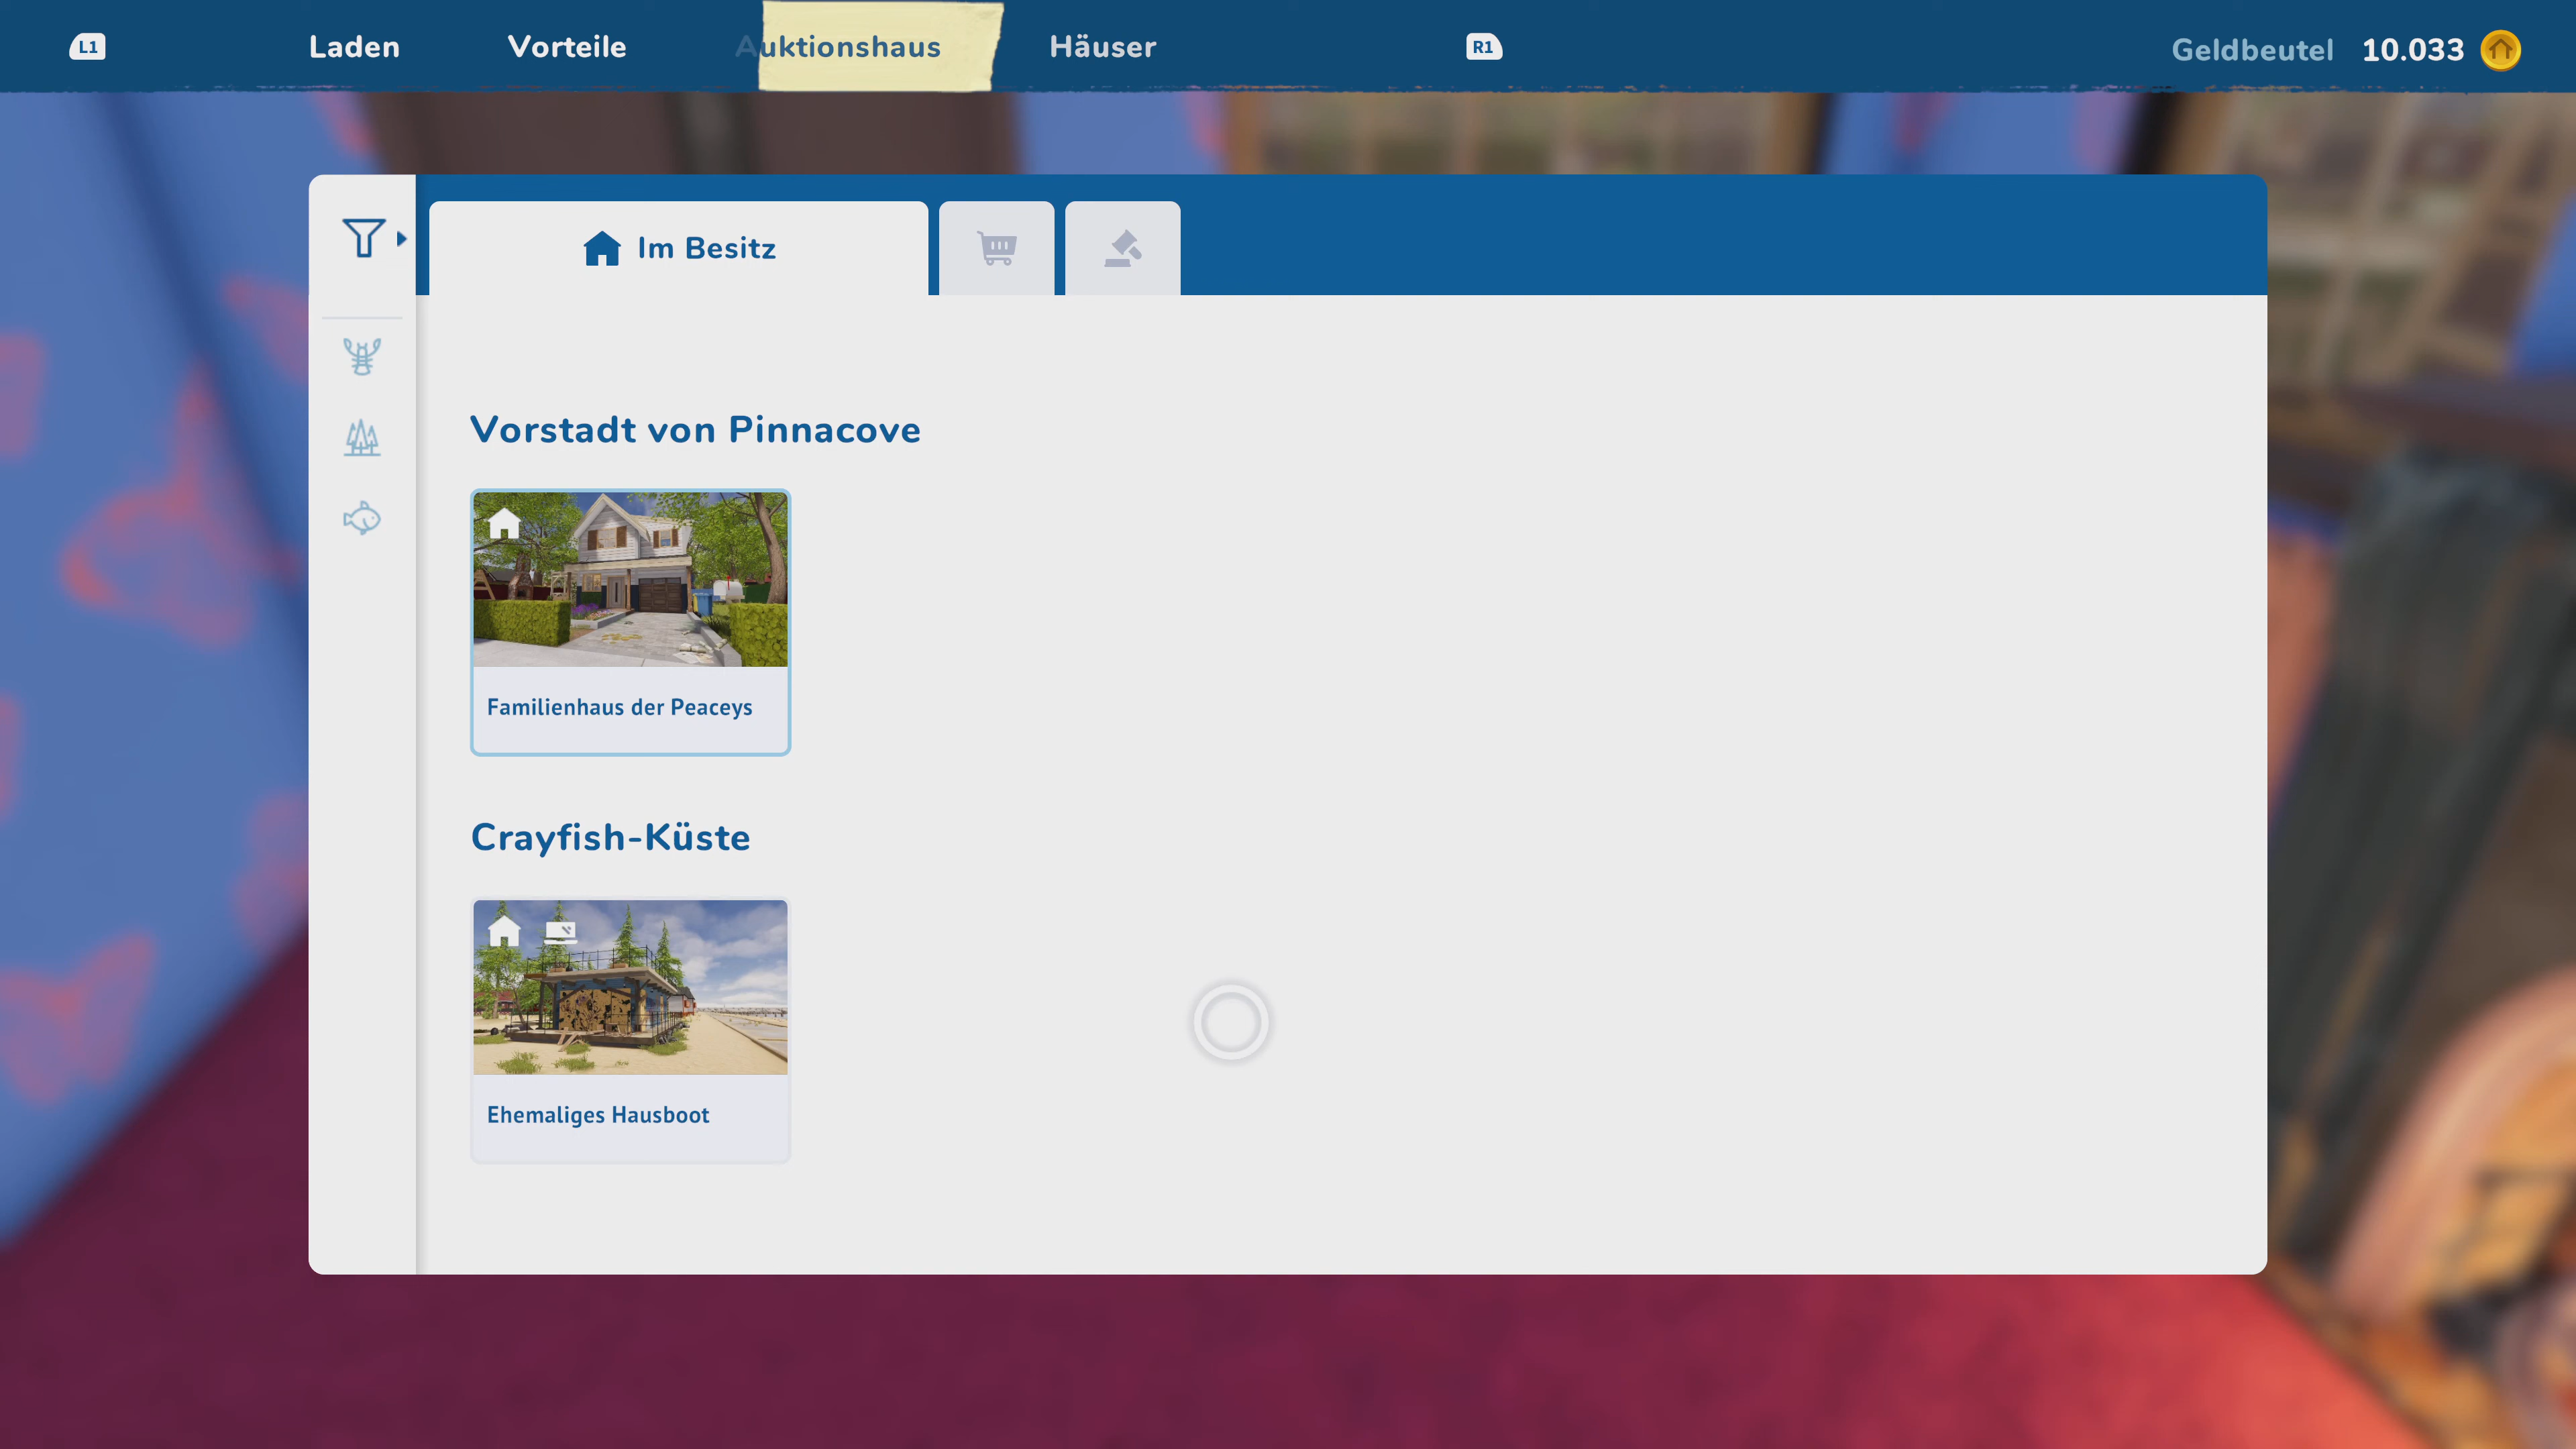 L1
Laden
Vorteile
Auktionshaus
Häuser
R1
Geldbeutel 10.033
Im Besitz
Vorstadt von Pinnacove
Familienhaus der Peaceys
Crayfish-Küste
Ehemaliges Hausboot